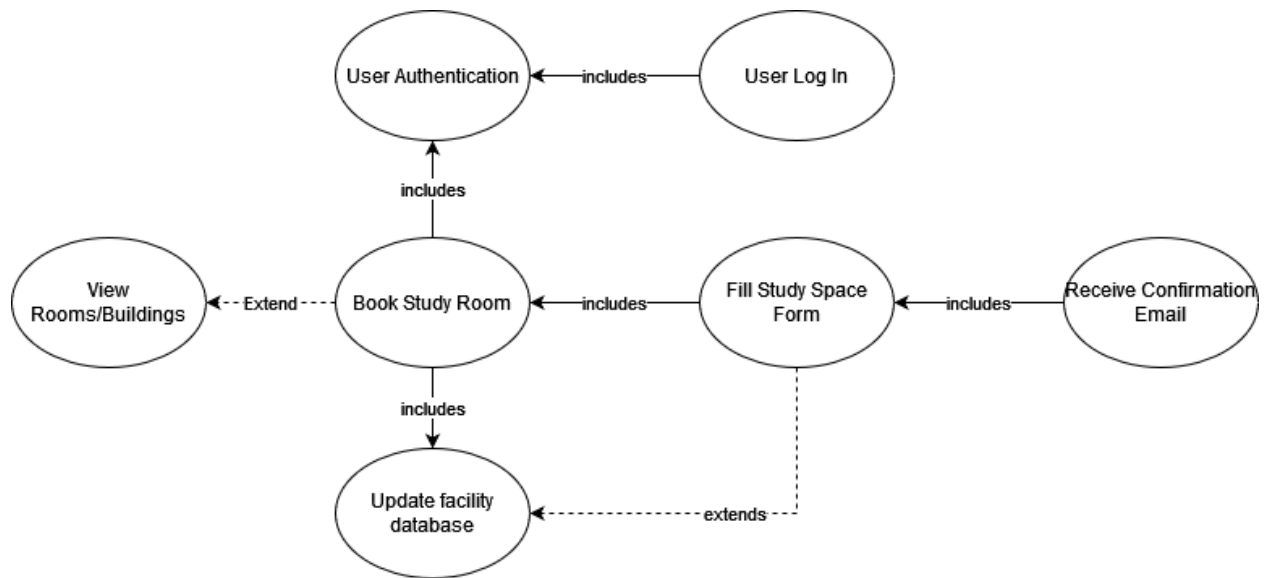 User Authentication
includes
User Log In
includes
View
Rooms/Buildings
Extend
Book Study Room
includes
Fill Study Space
Form
includes
Receive Confirmation
Email
includes
Update facility
database
extends